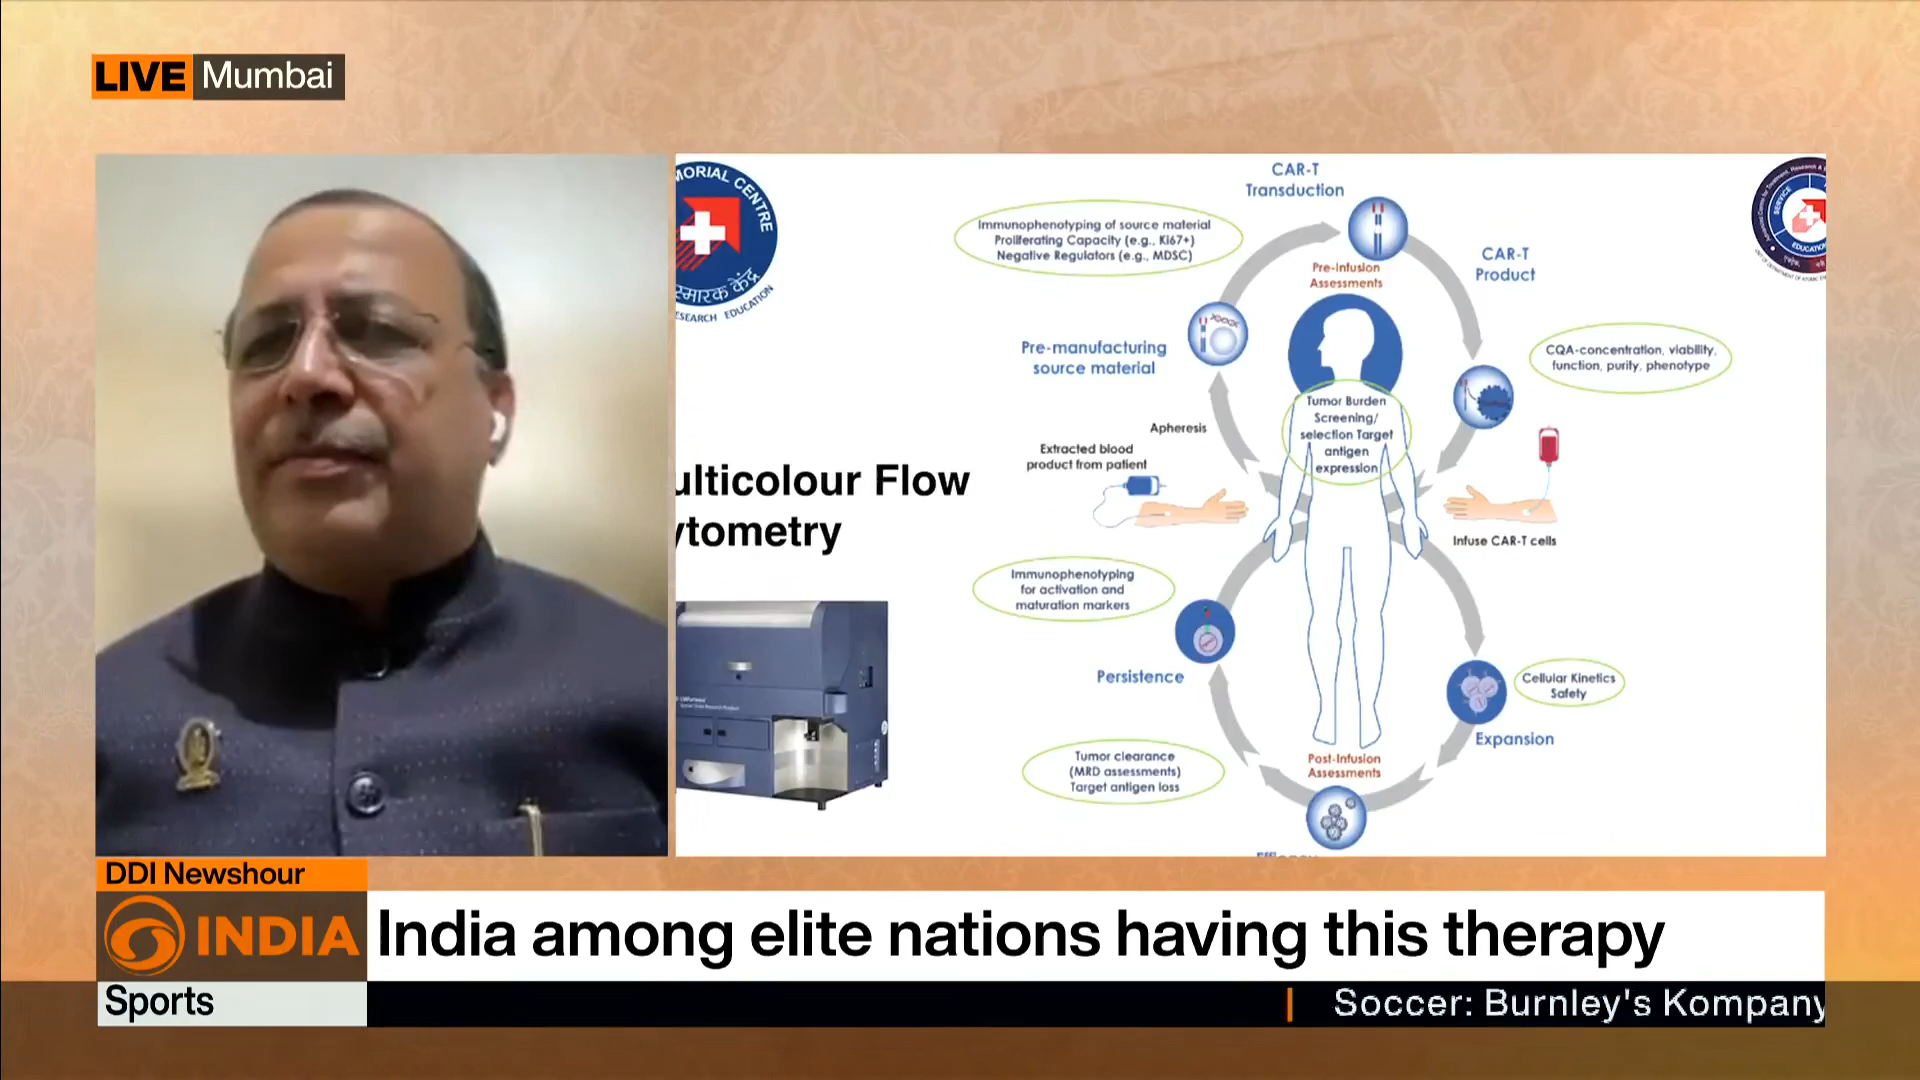 LIVE Mumbai
MORIAL CENTRE
स्मारक केंद्र
ESEARCH EDUCATION
ulticolour Flow
ytometry
CAR-T
Transduction
Immunophenotyping of source material
Proliferating Capacity (e.g., Ki67+)
Negative Regulators (e.g., MDSC)
Pre-Infusion
Assessments
CAR-T
Product
SERVICE
EDUCATION
Pre-manufacturing
source material
CQA-concentration, viability,
function, purity, phenotype
Tumor Burden
Screening/
selection Target
antigen
expression
Apheresis
Extracted blood
product from patient
Infuse CAR-T cells
Immunophenotyping
for activation and
maturation markers
Persistence
Cellular Kinetics
Safety
Expansion
Tumor clearance
(MRD assessments)
Target antigen loss
Post-Infusion
Assessments
DDI Newshour
INDIA
India among elite nations having this therapy
Sports
| Soccer: Burnley's Kompany